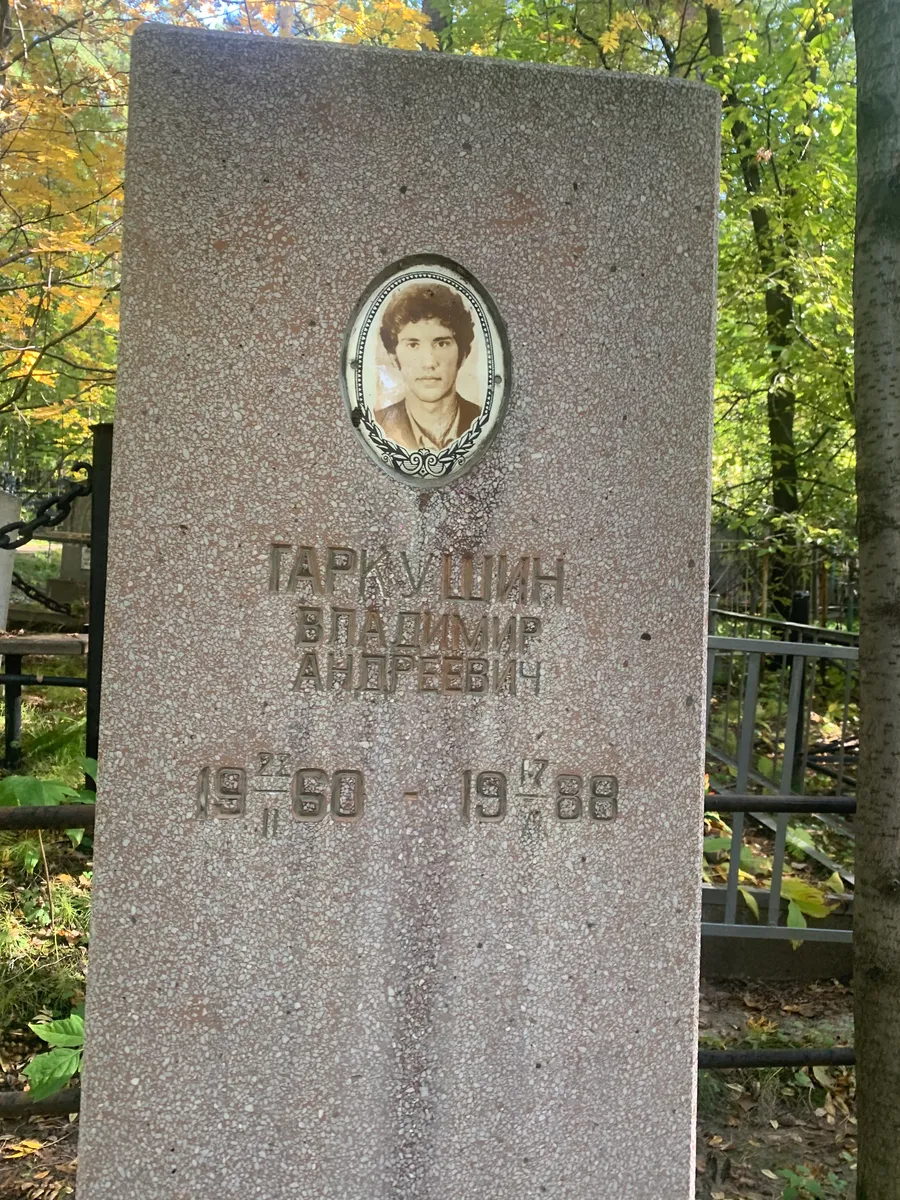 ГАРКУШИН
ВЛАДИМИР
АНДРЕЕВИЧ
19 22/II 60 - 19 17/ 88